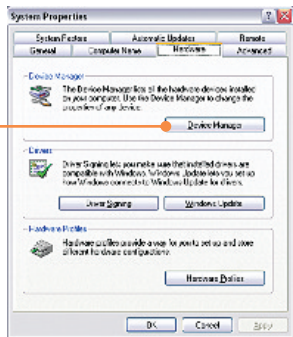 System Properties
System Restore
Automatic Updates
Remote
General
Computer Name
Hardware
Advanced
Device Manager
The Device Manager lists all the hardware devices installed
on your computer. Use the Device Manager to change the
properties of any device.
Device Manager
Drivers
Driver Signing lets you make sure that installed drivers are
compatible with Windows. Windows Update lets you set up
how Windows connects to Windows Update for drivers.
Driver Signing
Windows Update
Hardware Profiles
Hardware profiles provide a way for you to set up and store
different hardware configurations.
Hardware Profiles
OK
Cancel
Apply